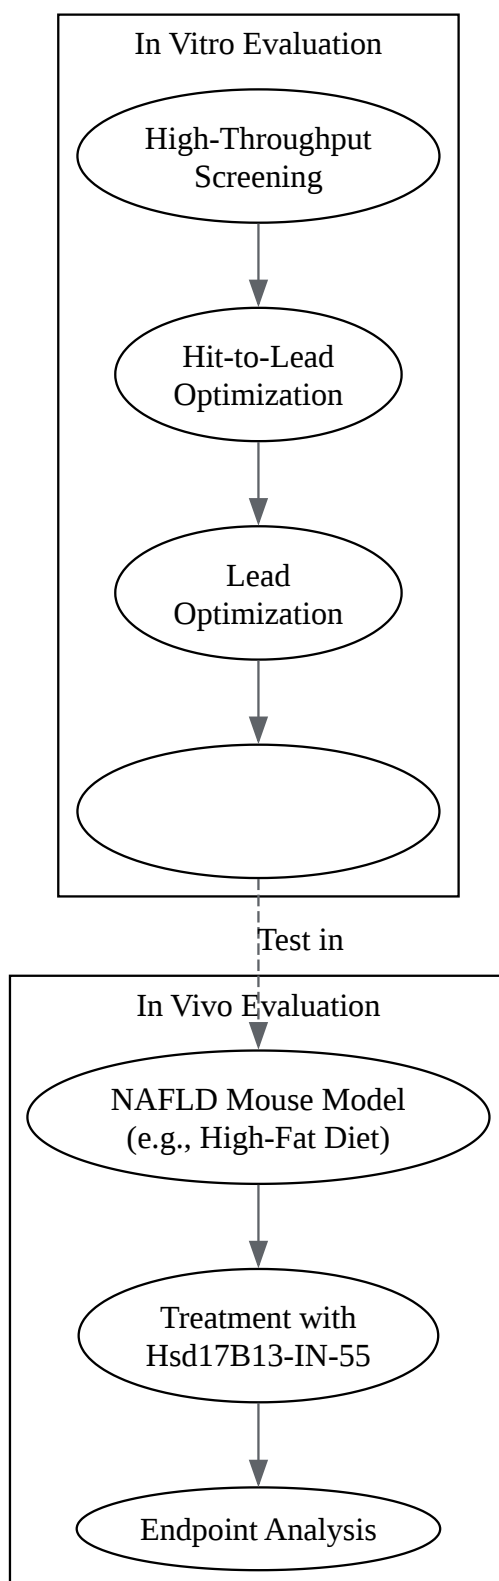 In Vitro Evaluation
High-Throughput
Screening
Hit-to-Lead
Optimization
Lead
Optimization
Test in
In Vivo Evaluation
NAFLD Mouse Model
(e.g., High-Fat Diet)
Treatment with
Hsd17B13-IN-55
Endpoint Analysis